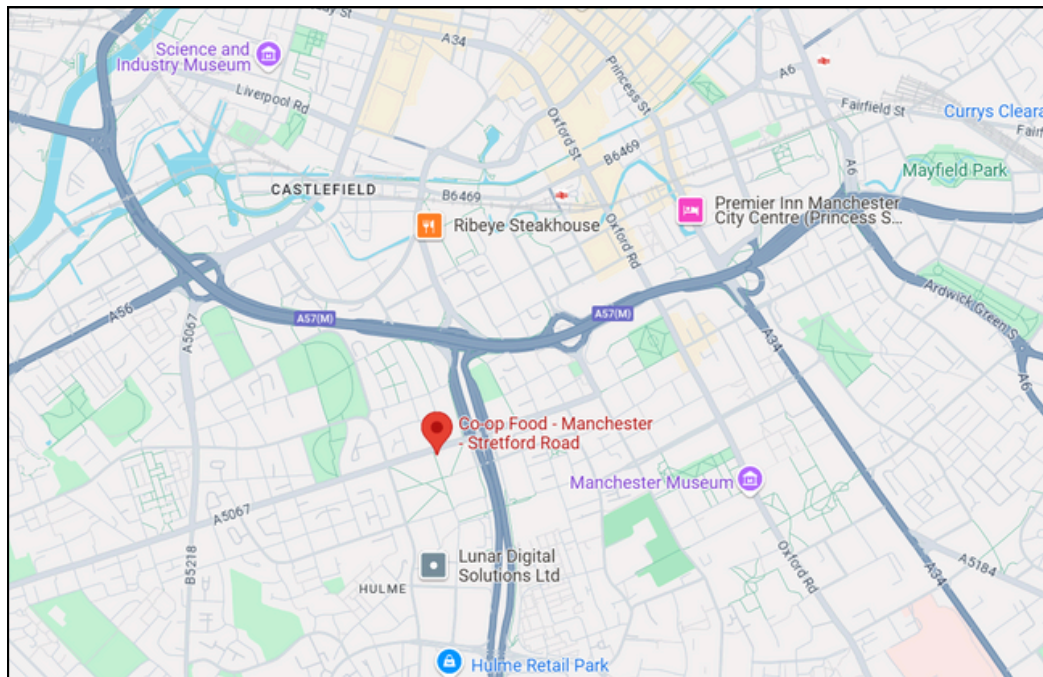 A34
Science and
Industry Museum
Liverpool Rd
Princess St
Oxford St
A6
Fairfield St
Currys Cleara
Fairf
Mayfield Park
B6469
A6
CASTLEFIELD
B6469
Ribeye Steakhouse
Premier Inn Manchester
City Centre (Princess S...
Oxford Rd
A56
A5067
A57(M)
A57(M)
A34
Ardwick Green S
A6
Co-op Food - Manchester
- Stretford Road
Manchester Museum
A5067
B5218
Lunar Digital
Solutions Ltd
HULME
Oxford Rd
A34
A5184
Hulme Retail Park